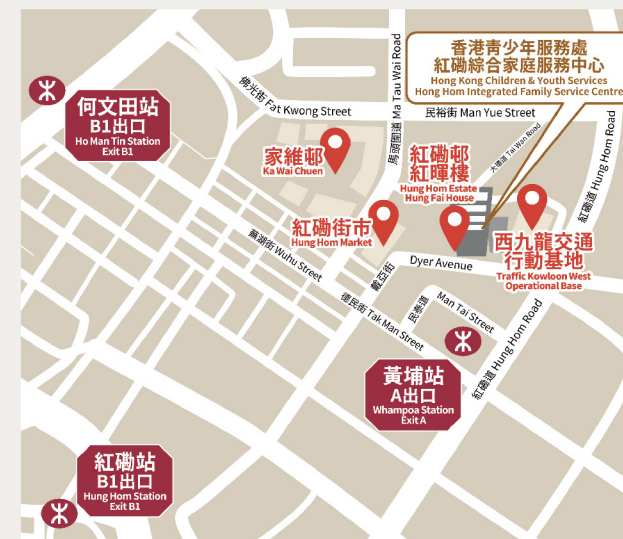 香港青少年服務處
紅磡綜合家庭服務中心
Hong Kong Children & Youth Services
Hong Hom Integrated Family Service Centre
何文田站
B1出口
Ho Man Tin Station
Exit B1
佛光街 Fat Kwong Street
馬頭圍道 Ma Tau Wai Road
民裕街 Man Yue Street
大環道 Tai Wan Road
紅磡道 Hung Hom Road
家維邨
Ka Wai Chuen
紅磡邨
紅暉樓
Hung Hom Estate
Hung Fai House
紅磡街市
Hung Hom Market
西九龍交通
行動基地
Traffic Kowloon West
Operational Base
蕪湖街 Wuhu Street
戴亞街
Dyer Avenue
德民街 Tak Man Street
民泰道
Man Tai Street
紅磡道 Hung Hom Road
黃埔站
A出口
Whampoa Station
Exit A
紅磡站
B1出口
Hung Hom Station
Exit B1